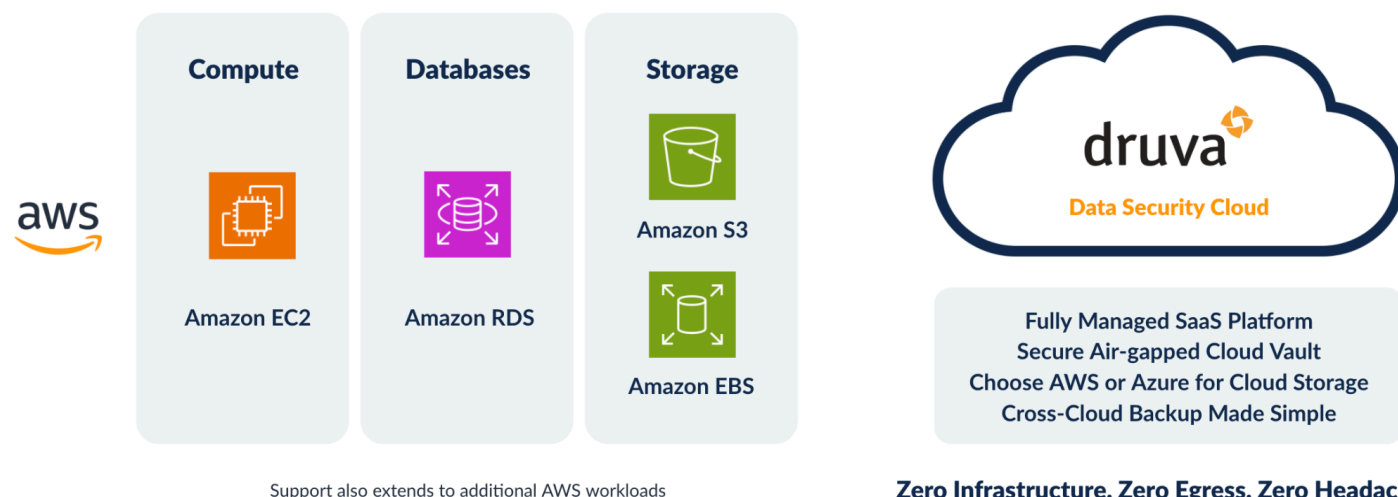 aws
Compute
Amazon EC2
Databases
Amazon RDS
Storage
Amazon S3
Amazon EBS
Support also extends to additional AWS workloads
druva
Data Security Cloud
Fully Managed SaaS Platform
Secure Air-gapped Cloud Vault
Choose AWS or Azure for Cloud Storage
Cross-Cloud Backup Made Simple
Zero Infrastructure, Zero Egress, Zero